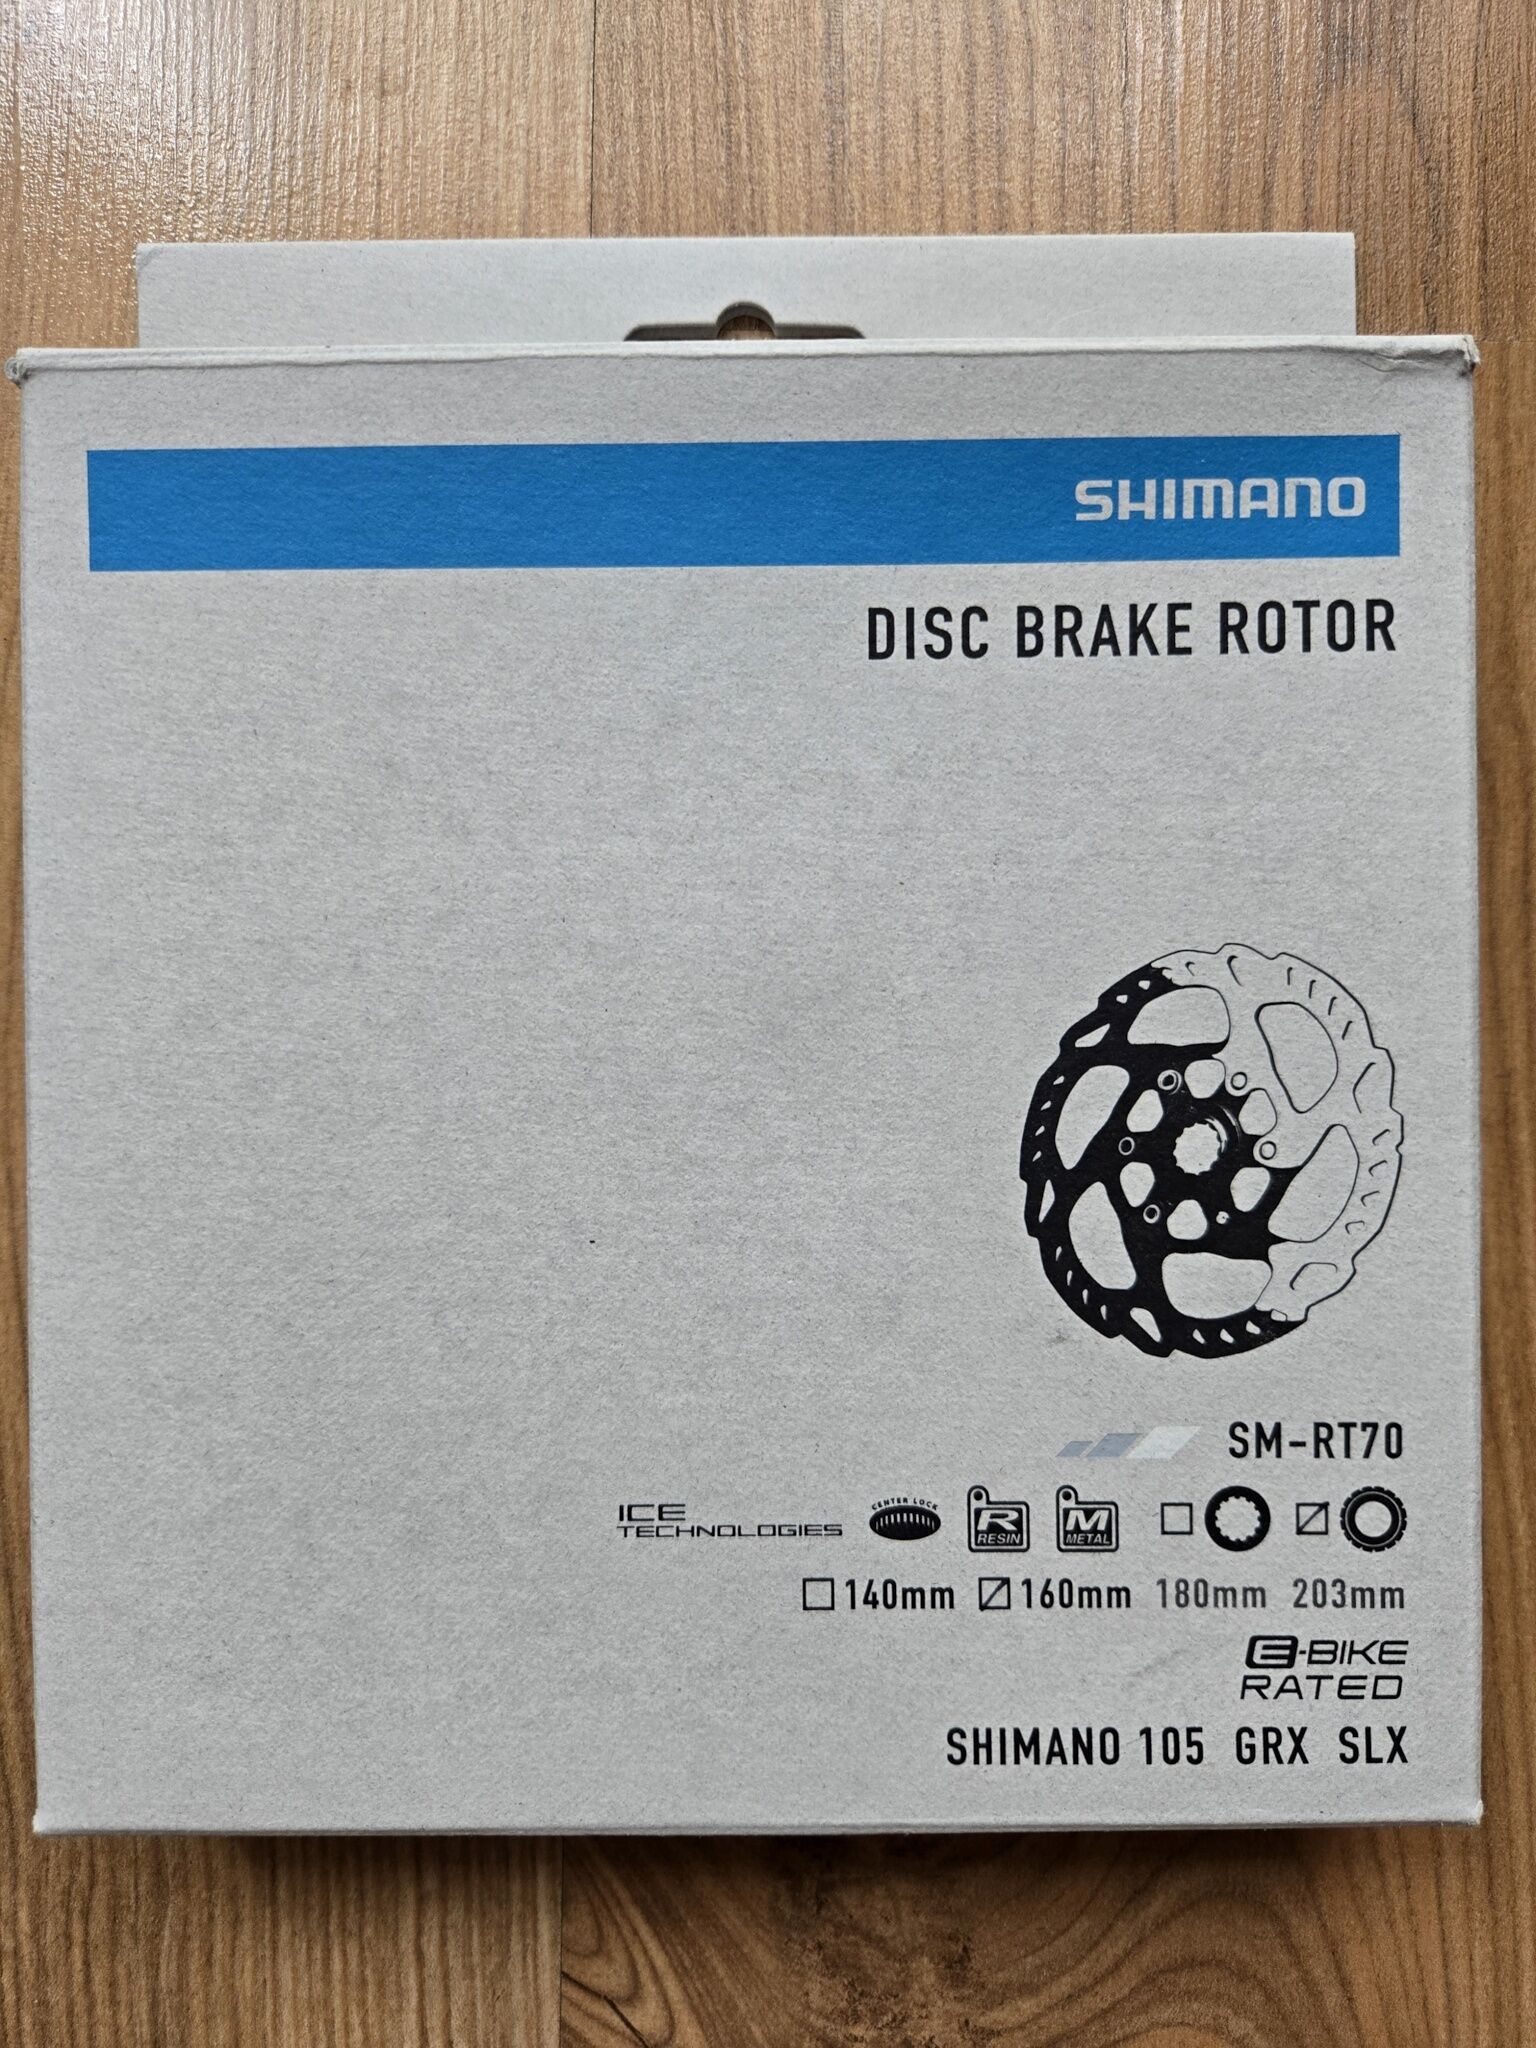 SHIMANO
DISC BRAKE ROTOR
SM-RT70
ICE TECHNOLOGIES
CENTER LOCK
R RESIN
M METAL
140mm 160mm 180mm 203mm
E-BIKE
RATED
SHIMANO 105 GRX SLX